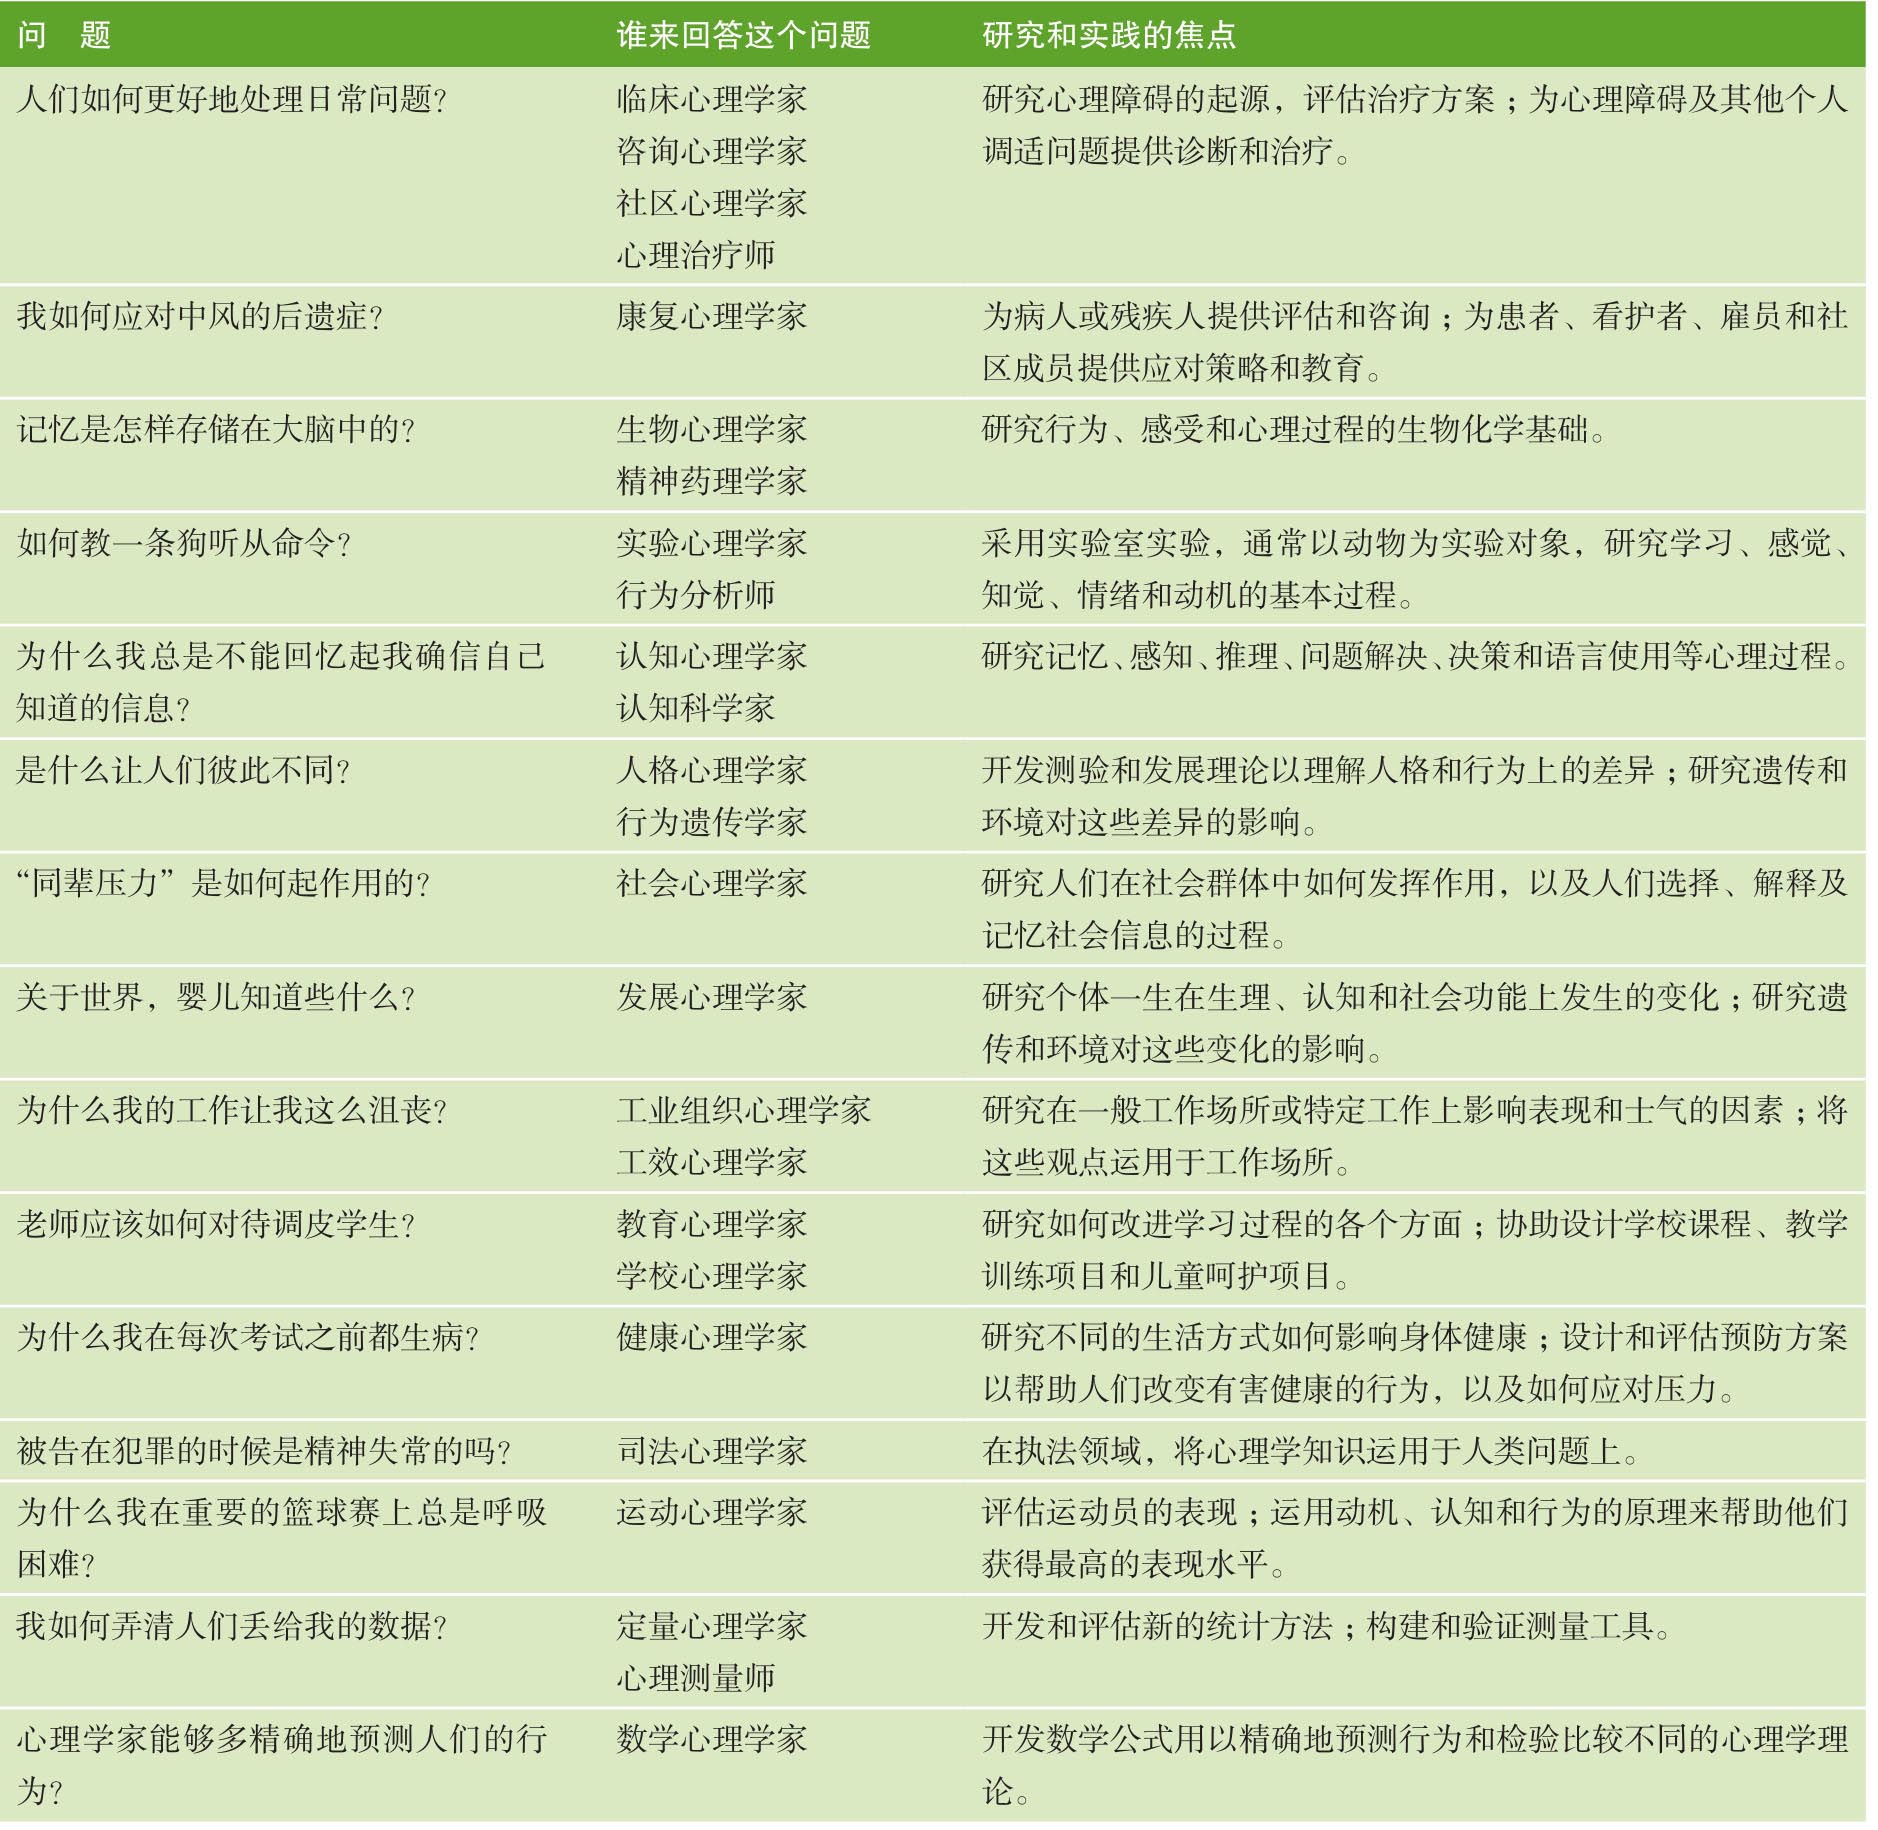 问 题 谁来回答这个问题 研究和实践的焦点
人们如何更好地处理日常问题? 临床心理学家 研究心理障碍的起源，评估治疗方案；为心理障碍及其他个人
咨询心理学家 调适问题提供诊断和治疗。
社区心理学家
心理治疗师
我如何应对中风的后遗症? 康复心理学家 为病人或残疾人提供评估和咨询；为患者、看护者、雇员和社
区成员提供应对策略和教育。
记忆是怎样存储在大脑中的? 生物心理学家 研究行为、感受和心理过程的生物化学基础。
精神药理学家
如何教一条狗听从命令? 实验心理学家 采用实验室实验，通常以动物为实验对象，研究学习、感觉、
行为分析师 知觉、情绪和动机的基本过程。
为什么我总是不能回忆起我确信自己 认知心理学家 研究记忆、感知、推理、问题解决、决策和语言使用等心理过程。
知道的信息? 认知科学家
是什么让人们彼此不同? 人格心理学家 开发测验和发展理论以理解人格和行为上的差异；研究遗传和
行为遗传学家 环境对这些差异的影响。
“同辈压力”是如何起作用的? 社会心理学家 研究人们在社会群体中如何发挥作用，以及人们选择、解释及
记忆社会信息的过程。
关于世界，婴儿知道些什么? 发展心理学家 研究个体一生在生理、认知和社会功能上发生的变化；研究遗
传和环境对这些变化的影响。
为什么我的工作让我这么沮丧? 工业组织心理学家 研究在一般工作场所或特定工作上影响表现和士气的因素；将
工效心理学家 这些观点运用于工作场所。
老师应该如何对待调皮学生? 教育心理学家 研究如何改进学习过程的各个方面；协助设计学校课程、教学
学校心理学家 训练项目和儿童呵护项目。
为什么我在每次考试之前都生病? 健康心理学家 研究不同的生活方式如何影响身体健康；设计和评估预防方案
以帮助人们改变有害健康的行为，以及如何应对压力。
被告在犯罪的时候是精神失常的吗? 司法心理学家 在执法领域，将心理学知识运用于人类问题上。
为什么我在重要的篮球赛上总是呼吸 运动心理学家 评估运动员的表现；运用动机、认知和行为的原理来帮助他们
困难? 获得最高的表现水平。
我如何弄清人们丢给我的数据? 定量心理学家 开发和评估新的统计方法；构建和验证测量工具。
心理测量师
心理学家能够多精确地预测人们的行 数学心理学家 开发数学公式用以精确地预测行为和检验比较不同的心理学理
为? 论。